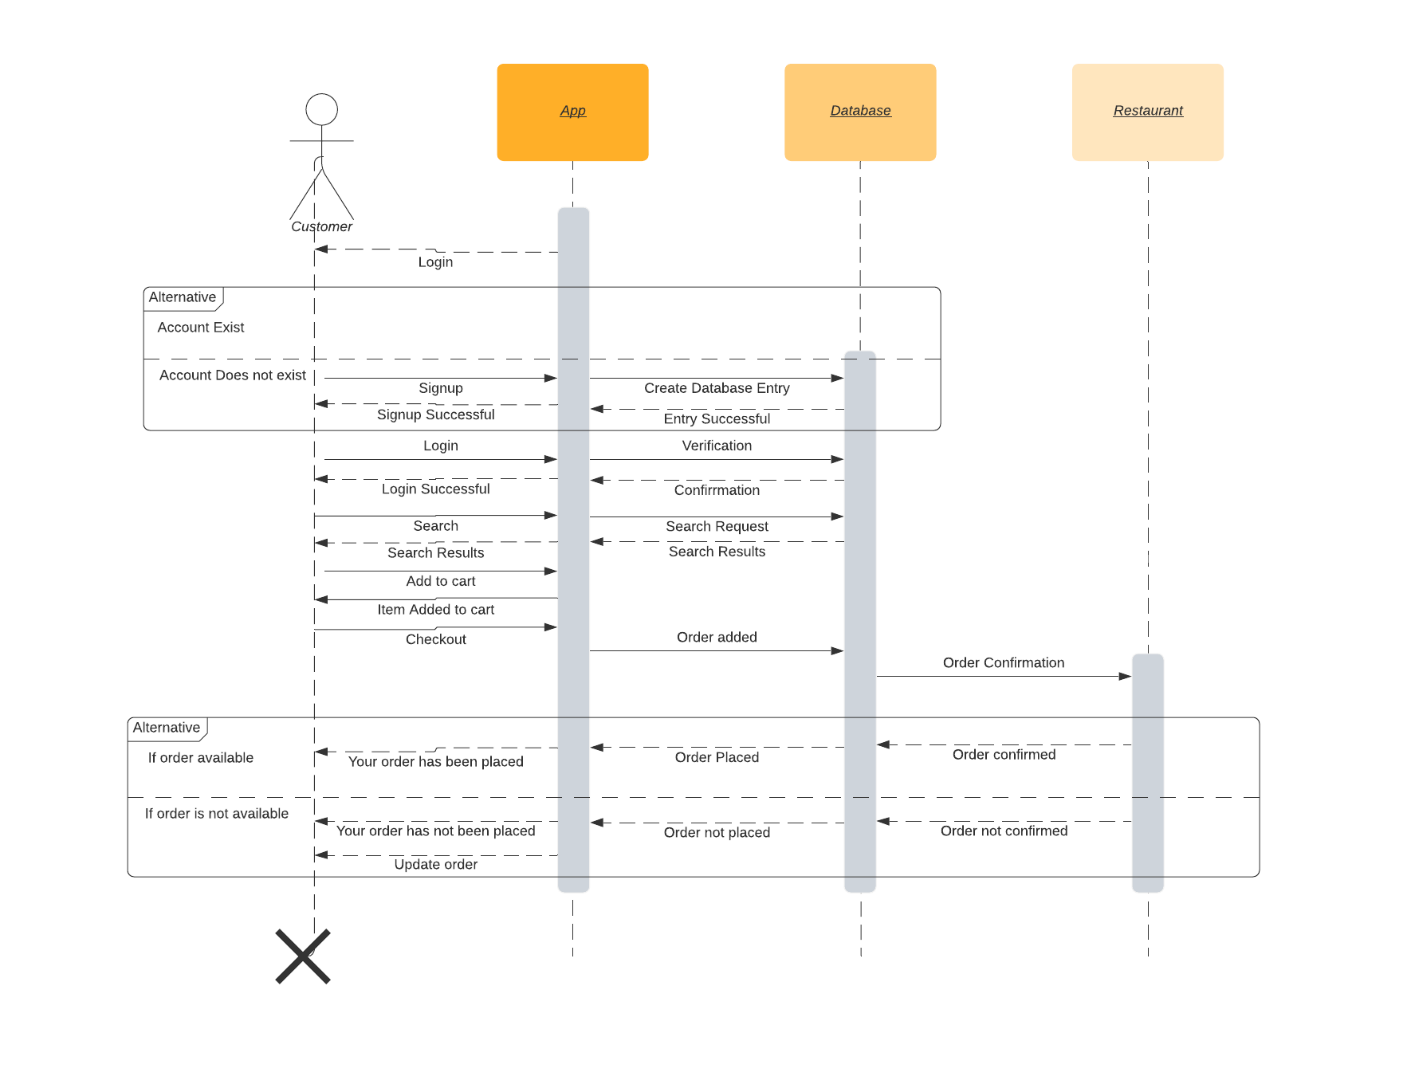 App
Database
Restaurant
Customer
Login
Alternative
Account Exist
Account Does not exist
Signup
Create Database Entry
Signup Successful
Entry Successful
Login
Verification
Login Successful
Confirrmation
Search
Search Request
Search Results
Search Results
Add to cart
Item Added to cart
Checkout
Order added
Order Confirmation
Alternative
If order available
Your order has been placed
Order Placed
Order confirmed
If order is not available
Your order has not been placed
Order not placed
Order not confirmed
Update order